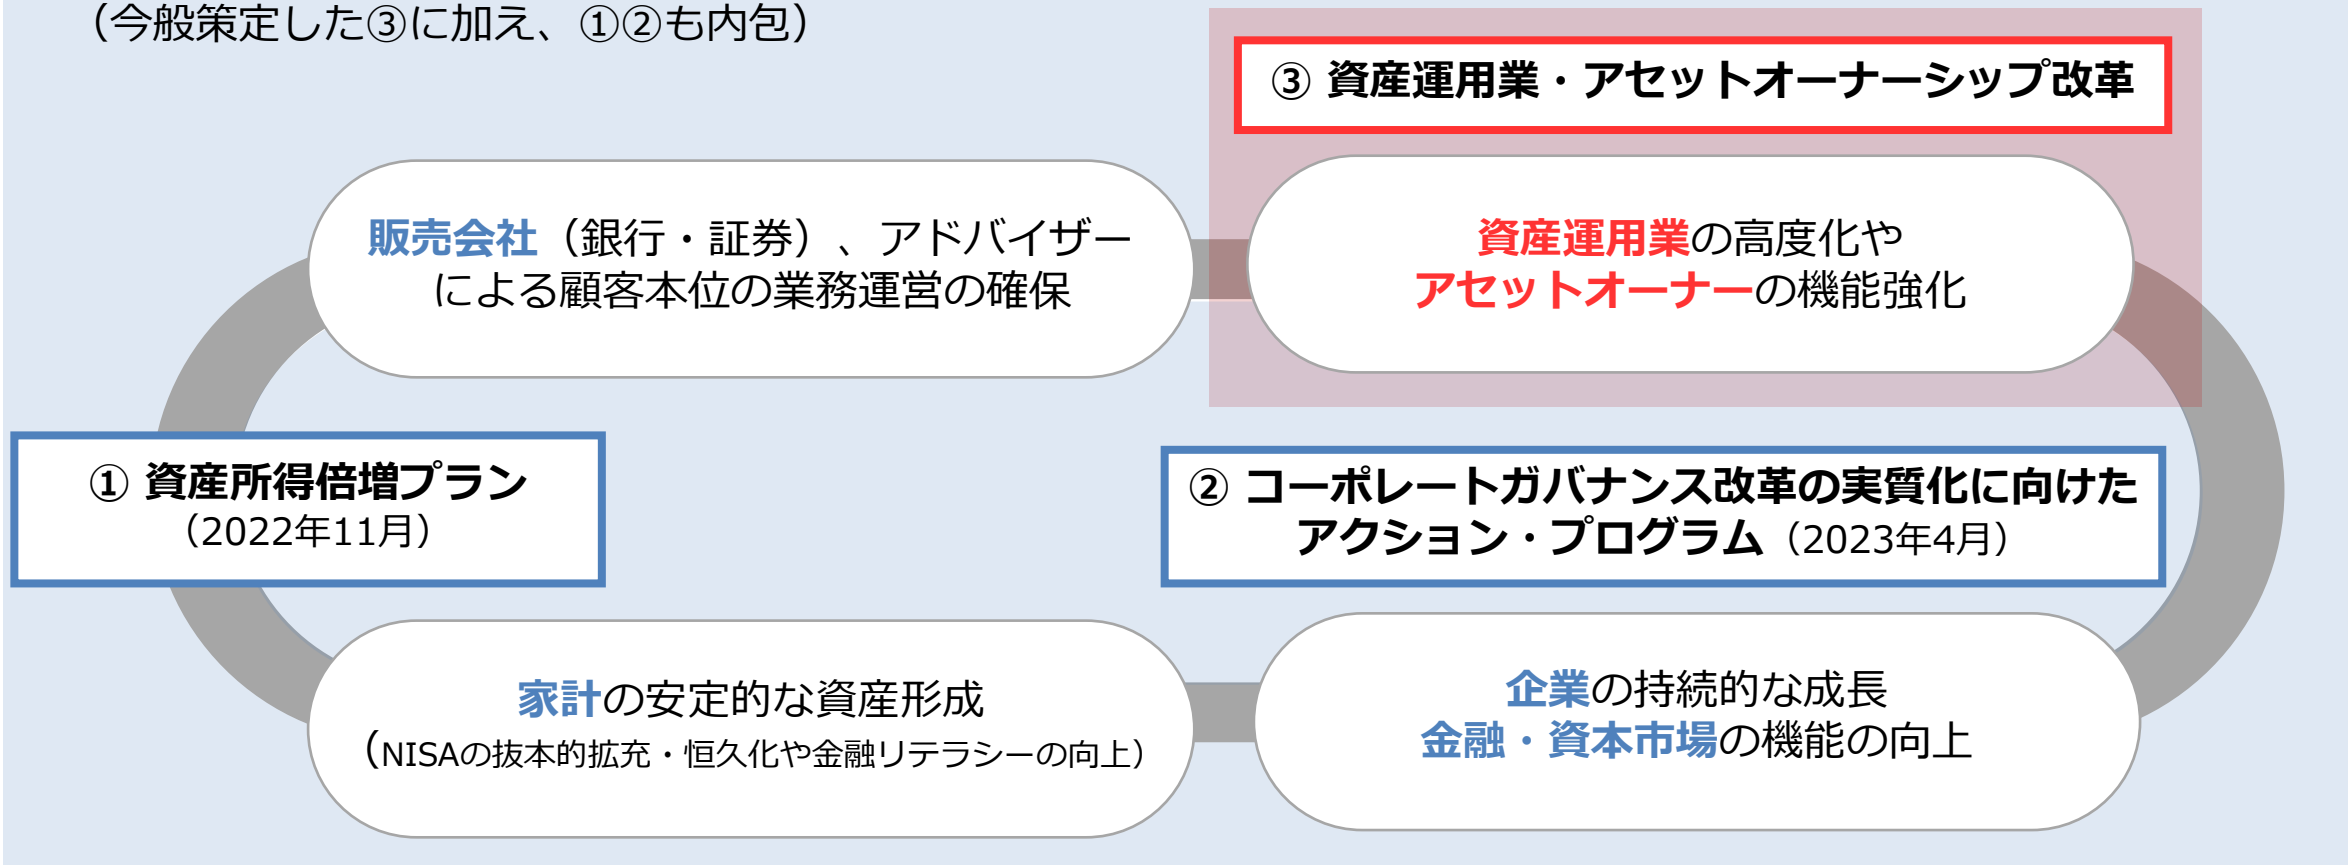 （今般策定した③に加え、①②も内包）
③ 資産運用業・アセットオーナーシップ改革
販売会社（銀行・証券）、アドバイザー
による顧客本位の業務運営の確保
資産運用業の高度化や
アセットオーナーの機能強化
① 資産所得倍増プラン
（2022年11月）
② コーポレートガバナンス改革の実質化に向けた
アクション・プログラム（2023年4月）
家計の安定的な資産形成
（NISAの抜本的拡充・恒久化や金融リテラシーの向上）
企業の持続的な成長
金融・資本市場の機能の向上